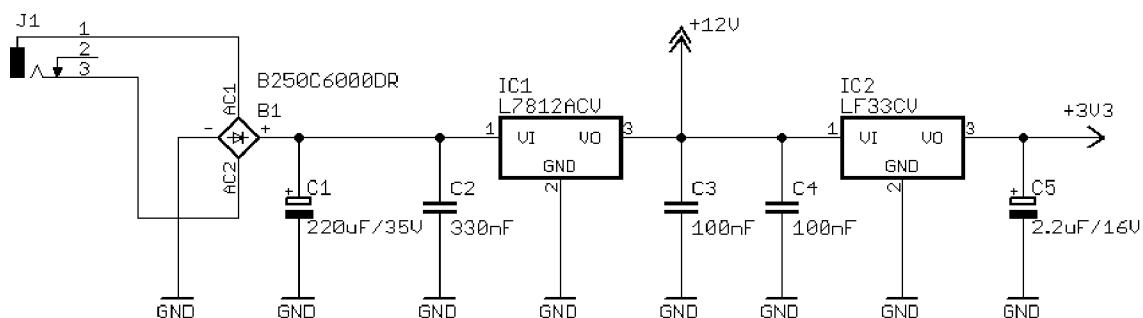 J1
1
2
3
+12V
B250C6000DR
B1
AC1
AC2
-
+
IC1
L7812ACV
1
VI
VO
3
GND
2
IC2
LF33CV
1
VI
VO
3
GND
2
+3V3
+
C1
220uF/35V
C2
330nF
C3
100nF
C4
100nF
+
C5
2.2uF/16V
GND
GND
GND
GND
GND
GND
GND
GND